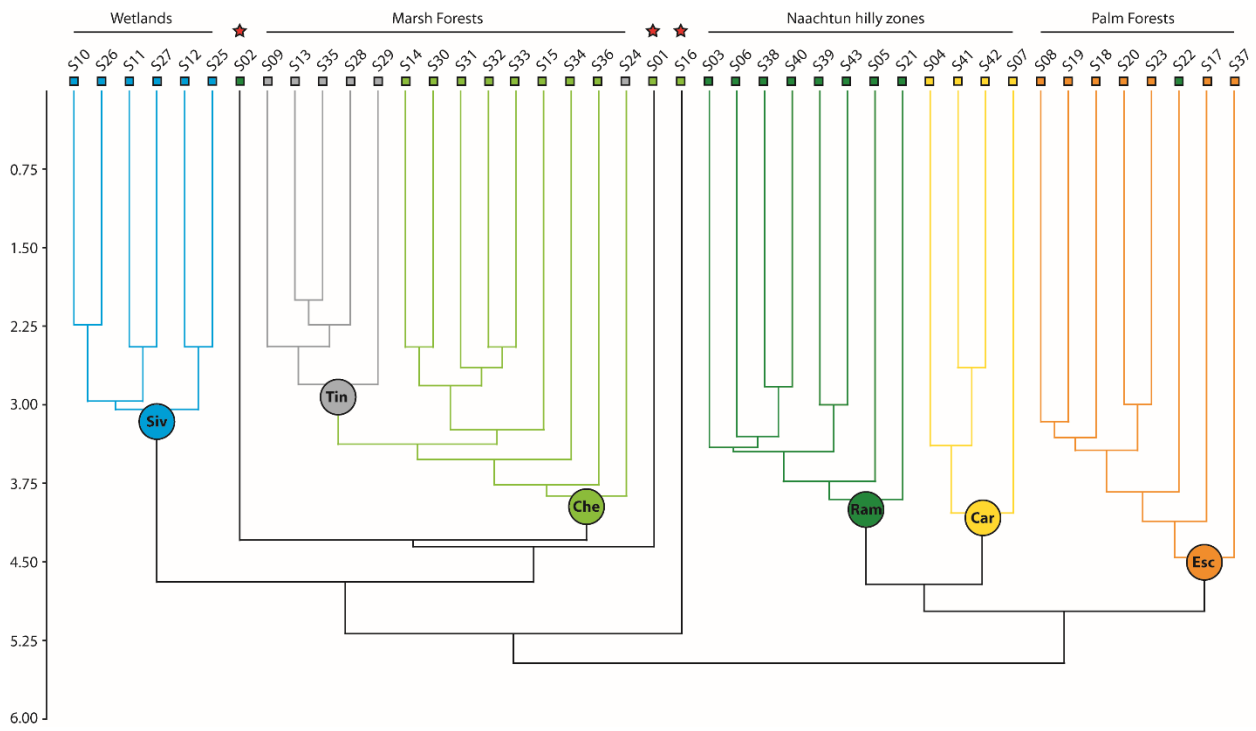 Wetlands Marsh Forests Naachtun hilly zones Palm Forests
S10 S26 S11 S27 S12 S25 S02 S09 S13 S35 S28 S29 S14 S30 S31 S32 S33 S15 S34 S36 S24 S01 S16 S03 S06 S38 S40 S39 S43 S05 S21 S04 S41 S42 S07 S08 S19 S18 S20 S23 S22 S17 S37
0.75
1.50
2.25
3.00
3.75
4.50
5.25
6.00
Tin
Siv
Che
Ram
Car
Esc